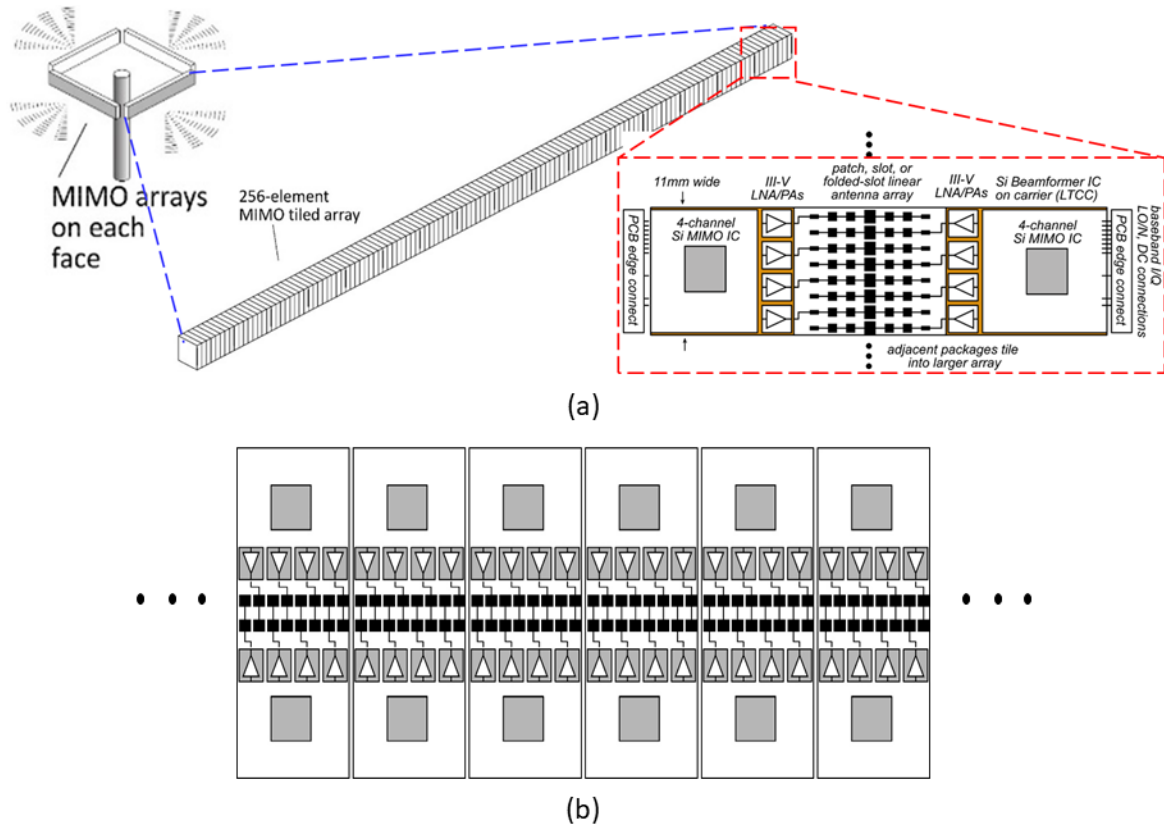 MIMO arrays
on each
face
256-element
MIMO tiled array
11mm wide
III-V
LNA/PAs
patch, slot, or
folded-slot linear
antenna array
III-V
LNA/PAs
Si Beamformer IC
on carrier (LTCC)
PCB edge connect
4-channel
Si MIMO IC
4-channel
Si MIMO IC
PCB edge connect
baseband I/Q
LO/N, DC connections
adjacent packages tile
into larger array
(a)
(b)